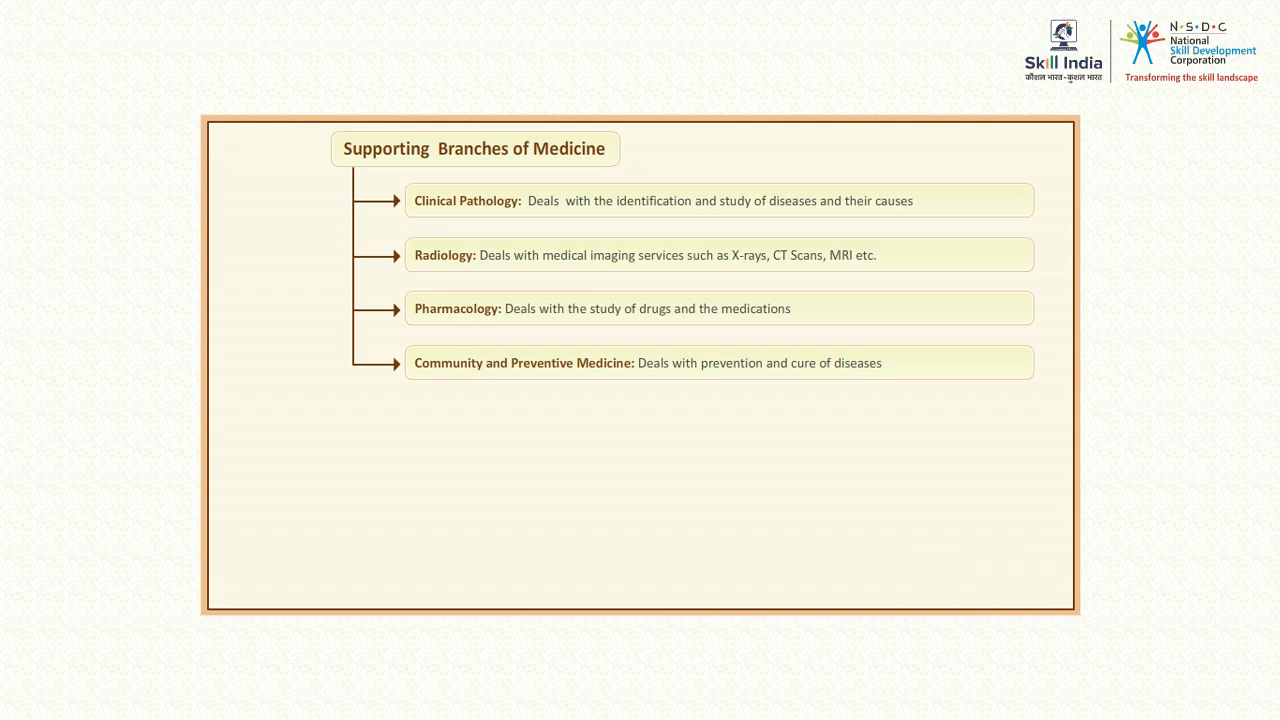 N·S·D·C
National
Skill Development
Corporation
Transforming the skill landscape
Skill India
कौशल भारत-कुशल भारत
Supporting Branches of Medicine
Clinical Pathology: Deals with the identification and study of diseases and their causes
Radiology: Deals with medical imaging services such as X-rays, CT Scans, MRI etc.
Pharmacology: Deals with the study of drugs and the medications
Community and Preventive Medicine: Deals with prevention and cure of diseases